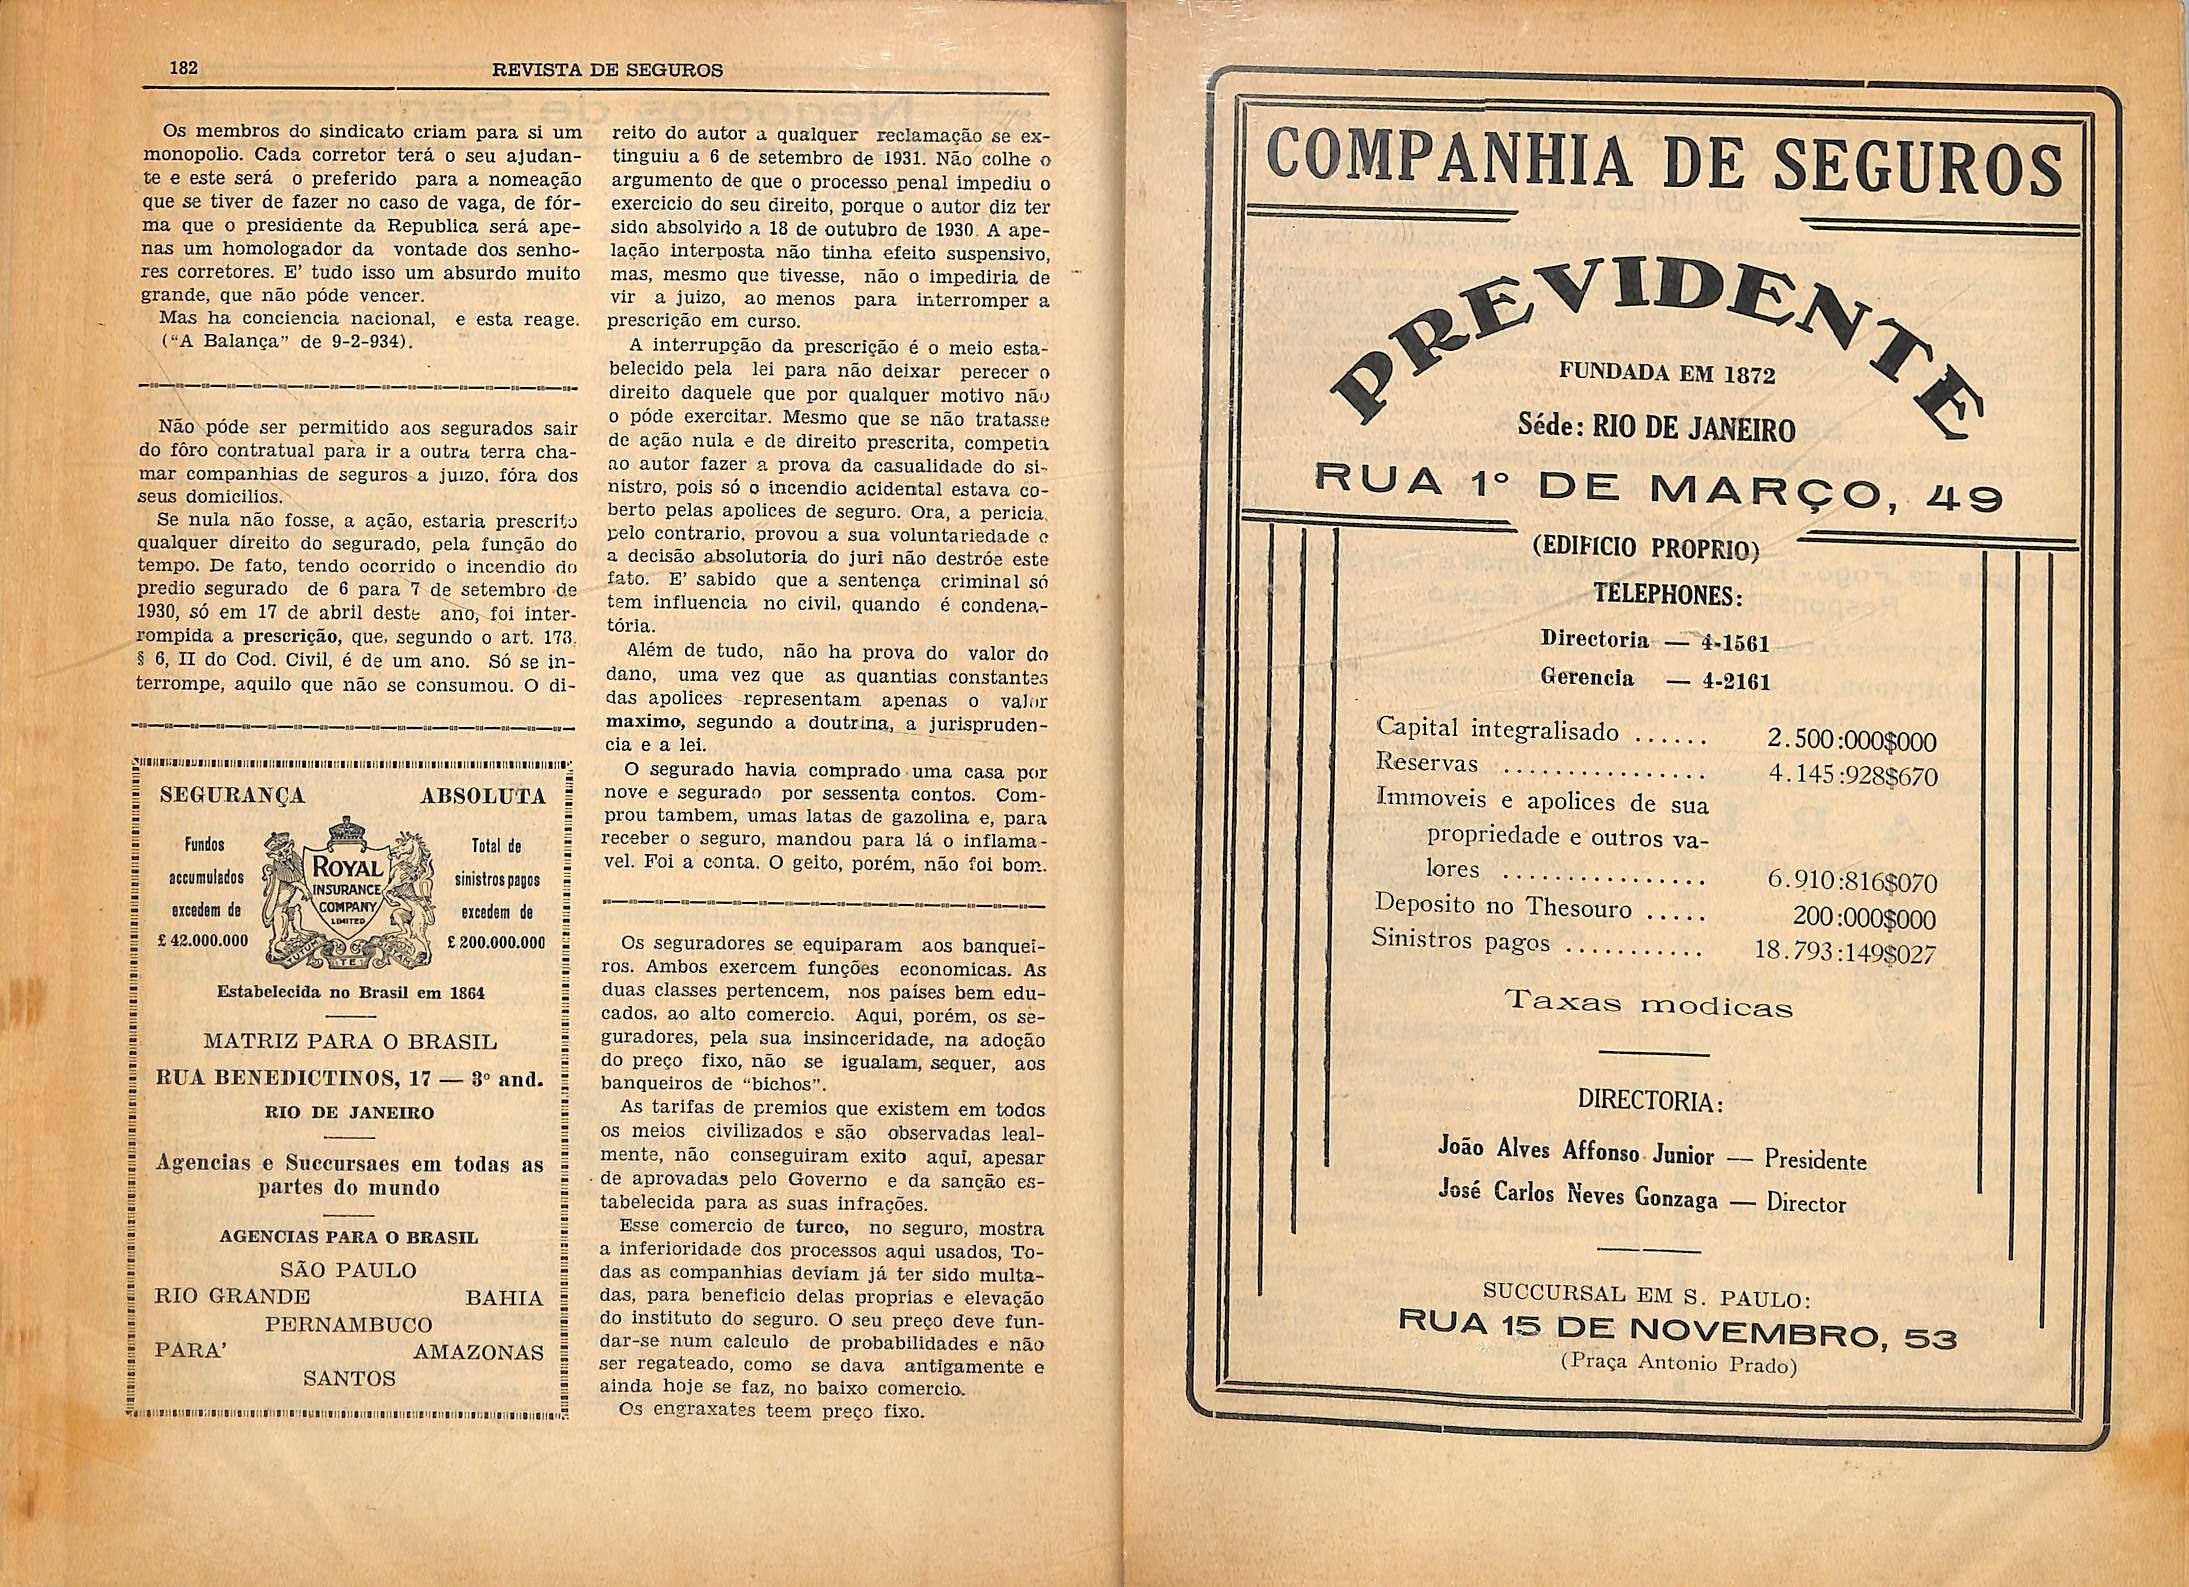 182
REVISTA DE SEGUROS
Os membros do sindicato criam para si um
monopolio. Cada corretor terá o seu ajudan-
te e este será o preferido para a nomeação
que se tiver de fazer no caso de vaga, de fór-
ma que o presidente da Republica será ape-
nas um homologador da vontade dos senho-
res corretores. E' tudo isso um absurdo muito
grande, que não póde vencer.
Mas ha conciencia nacional, e esta reage.
("A Balança" de 9-2-934).
Não póde ser permitido aos segurados sair
do fôro contratual para ir a outra terra cha-
mar companhias de seguros a juizo, fóra dos
seus domicilios.
Se nula não fosse, a ação, estaria prescrito
qualquer direito do segurado, pela função do
tempo. De fato, tendo ocorrido o incendio do
predio segurado de 6 para 7 de setembro de
1930, só em 17 de abril deste ano, foi inter-
rompida a prescrição, que, segundo o art. 178,
§ 6, II do Cod. Civil, é de um ano. Só se in-
terrompe, aquilo que não se consumou. O di-
SEGURANÇA ABSOLUTA
Fundos
accumulados
excedem de
£ 42.000.000
ROYAL
INSURANCE
COMPANY
LIMITED
TUTUM TE
Total de
sinistros pagos
excedem de
£ 200.000.000
Estabelecida no Brasil em 1864
MATRIZ PARA O BRASIL
RUA BENEDICTINOS, 17 — 3º and.
RIO DE JANEIRO
Agencias e Succursaes em todas as
partes do mundo
AGENCIAS PARA O BRASIL
SÃO PAULO
RIO GRANDE BAHIA
PERNAMBUCO
PARA' AMAZONAS
SANTOS
reito do autor a qualquer reclamação se ex-
tinguiu a 6 de setembro de 1931. Não colhe o
argumento de que o processo penal impediu o
exercicio do seu direito, porque o autor diz ter
sido absolvido a 18 de outubro de 1930. A ape-
lação interposta não tinha efeito suspensivo,
mas, mesmo que tivesse, não o impediria de
vir a juizo, ao menos para interromper a
prescrição em curso.
A interrupção da prescrição é o meio esta-
belecido pela lei para não deixar perecer o
direito daquele que por qualquer motivo não
o póde exercitar. Mesmo que se não tratasse
de ação nula e de direito prescrita, competia
ao autor fazer a prova da casualidade do si-
nistro, pois só o incendio acidental estava co-
berto pelas apolices de seguro. Ora, a pericia,
pelo contrario, provou a sua voluntariedade e
a decisão absolutoria do juri não destróe este
fato. E' sabido que a sentença criminal só
tem influencia no civil, quando é condena-
tória.
Além de tudo, não ha prova do valor do
dano, uma vez que as quantias constantes
das apolices representam apenas o valor
maximo, segundo a doutrina, a jurispruden-
cia e a lei.
O segurado havia comprado uma casa por
nove e segurado por sessenta contos. Com-
prou tambem, umas latas de gazolina e, para
receber o seguro, mandou para lá o inflama-
vel. Foi a conta. O geito, porém, não foi bom.
Os seguradores se equiparam aos banquei-
ros. Ambos exercem funções economicas. As
duas classes pertencem, nos países bem edu-
cados, ao alto comercio. Aqui, porém, os se-
guradores, pela sua insinceridade, na adoção
do preço fixo, não se igualam, sequer, aos
banqueiros de "bichos".
As tarifas de premios que existem em todos
os meios civilizados e são observadas leal-
mente, não conseguiram exito aqui, apesar
de aprovadas pelo Governo e da sanção es-
tabelecida para as suas infrações.
Esse comercio de turco, no seguro, mostra
a inferioridade dos processos aqui usados, To-
das as companhias deviam já ter sido multa-
das, para beneficio delas proprias e elevação
do instituto do seguro. O seu preço deve fun-
dar-se num calculo de probabilidades e não
ser regateado, como se dava antigamente e
ainda hoje se faz, no baixo comercio.
Os engraxates teem preço fixo.
COMPANHIA DE SEGUROS
PREVIDENTE
FUNDADA EM 1872
Séde: RIO DE JANEIRO
RUA 1º DE MARÇO, 49
(EDIFICIO PROPRIO)
TELEPHONES:
Directoria — 4-1561
Gerencia — 4-2161
Capital integralisado ...... 2.500:000$000
Reservas ................ 4.145:928$670
Immoveis e apolices de sua
propriedade e outros va-
lores ................ 6.910:816$070
Deposito no Thesouro ..... 200:000$000
Sinistros pagos ........... 18.793:149$027
Taxas modicas
DIRECTORIA:
João Alves Affonso Junior — Presidente
José Carlos Neves Gonzaga — Director
SUCCURSAL EM S. PAULO:
RUA 15 DE NOVEMBRO, 53
(Praça Antonio Prado)